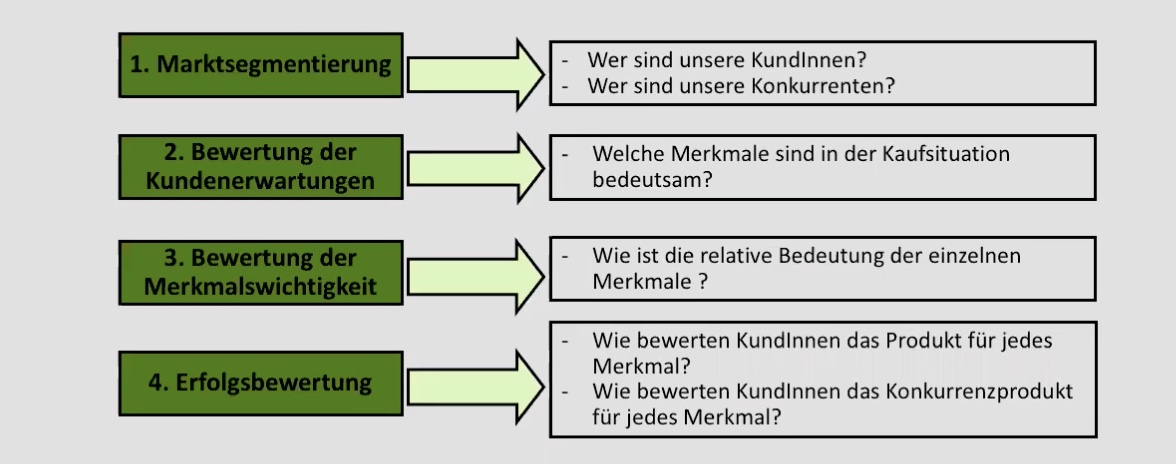 1. Marktsegmentierung
- Wer sind unsere KundInnen?
- Wer sind unsere Konkurrenten?
2. Bewertung der
Kundenerwartungen
- Welche Merkmale sind in der Kaufsituation
bedeutsam?
3. Bewertung der
Merkmalswichtigkeit
- Wie ist die relative Bedeutung der einzelnen
Merkmale ?
4. Erfolgsbewertung
- Wie bewerten KundInnen das Produkt für jedes
Merkmal?
- Wie bewerten KundInnen das Konkurrenzprodukt
für jedes Merkmal?